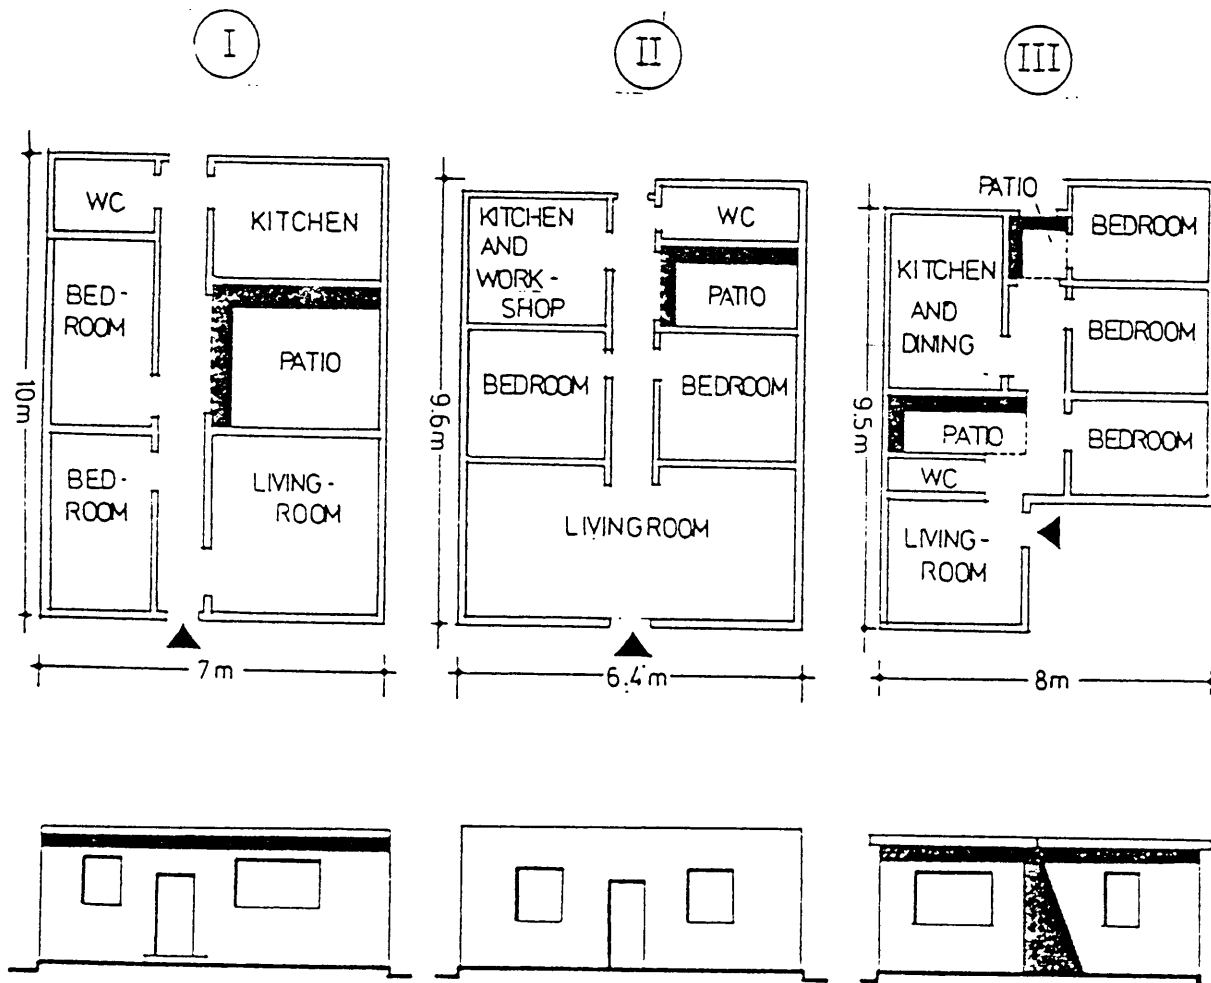 I
II
III
WC
KITCHEN
BED-
ROOM
PATIO
BED-
ROOM
LIVING-
ROOM
10m
7m
KITCHEN
AND
WORK-
SHOP
WC
PATIO
BEDROOM
BEDROOM
LIVINGROOM
9.6m
6.4m
PATIO
BEDROOM
KITCHEN
AND
DINING
BEDROOM
PATIO
BEDROOM
WC
LIVING-
ROOM
9.5m
8m